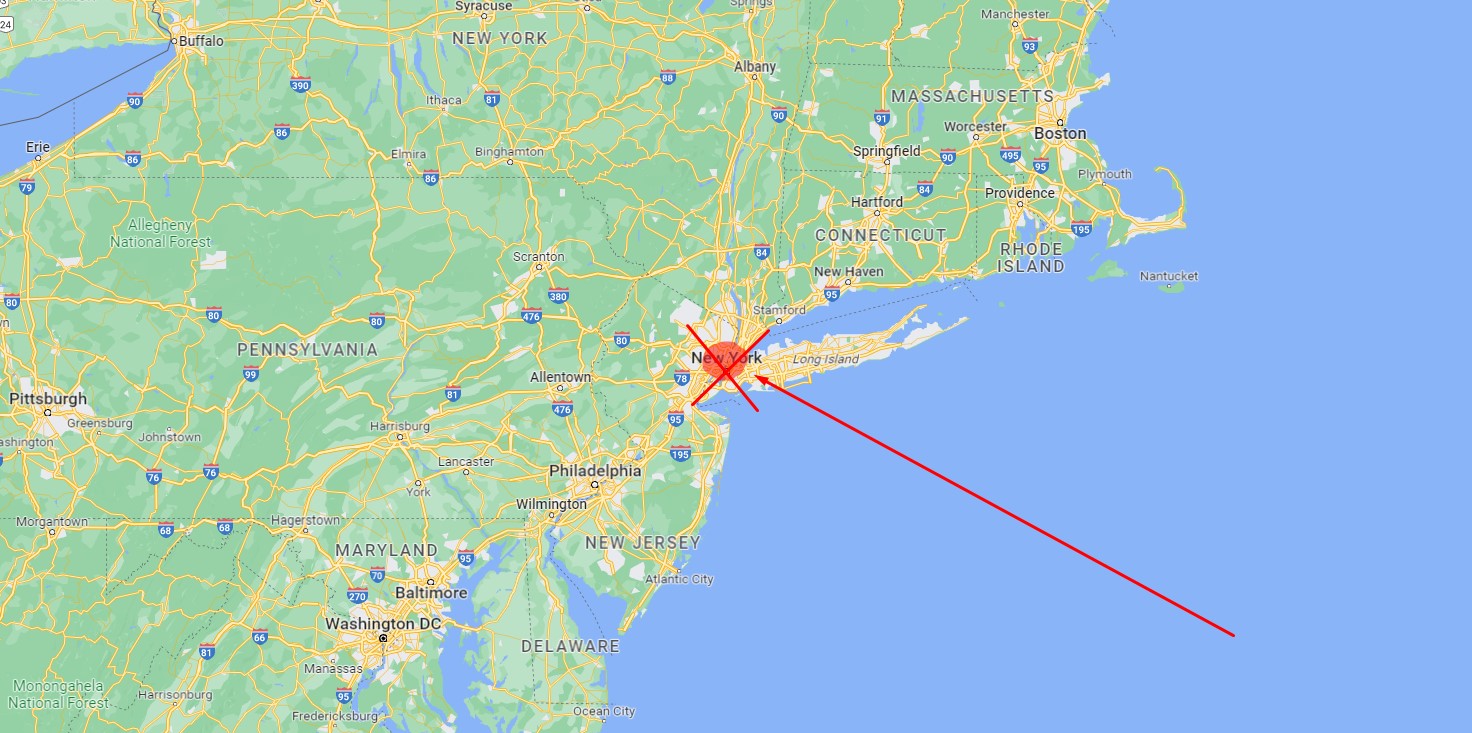 Syracuse
Springs
Manchester
24
Buffalo
NEW YORK
93
Albany
88
390
90
Ithaca
81
90
91
MASSACHUSETTS
Worcester
Boston
86
Erie
86
Elmira
Binghamton
Springfield
90
495
95
86
79
Plymouth
84
Providence
Hartford
Allegheny
National Forest
195
CONNECTICUT
RHODE
ISLAND
84
Scranton
New Haven
Nantucket
380
95
80
80
80
476
Stamford
80
PENNSYLVANIA
New York
Long Island
99
Allentown
78
81
Pittsburgh
476
95
Greensburg
Harrisburg
Johnstown
195
Lancaster
Philadelphia
76
76
York
Wilmington
Morgantown
Hagerstown
68
68
NEW JERSEY
MARYLAND
95
70
Atlantic City
Baltimore
270
Washington DC
66
DELAWARE
81
Manassas
Monongahela
National Forest
Harrisonburg
95
Fredericksburg
Ocean City